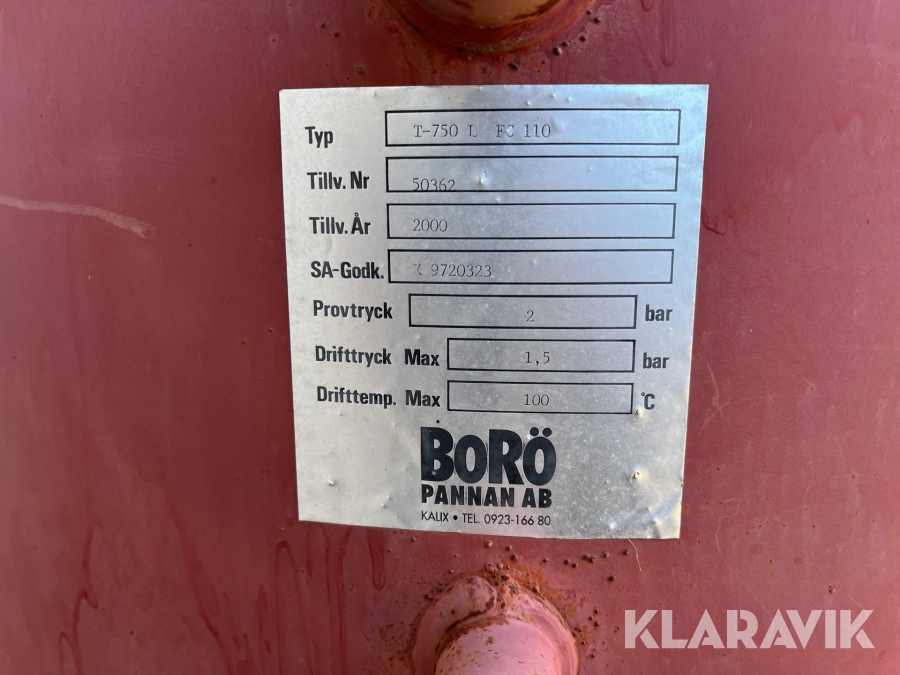 Typ T-750 L FC 110
Tillv. Nr 50362
Tillv. År 2000
SA-Godk. K 9720323
Provtryck 2 bar
Drifttryck Max 1,5 bar
Drifttemp. Max 100 °C
BORÖ
PANNAN AB
KALIX • TEL. 0923-166 80
KLARAVIK